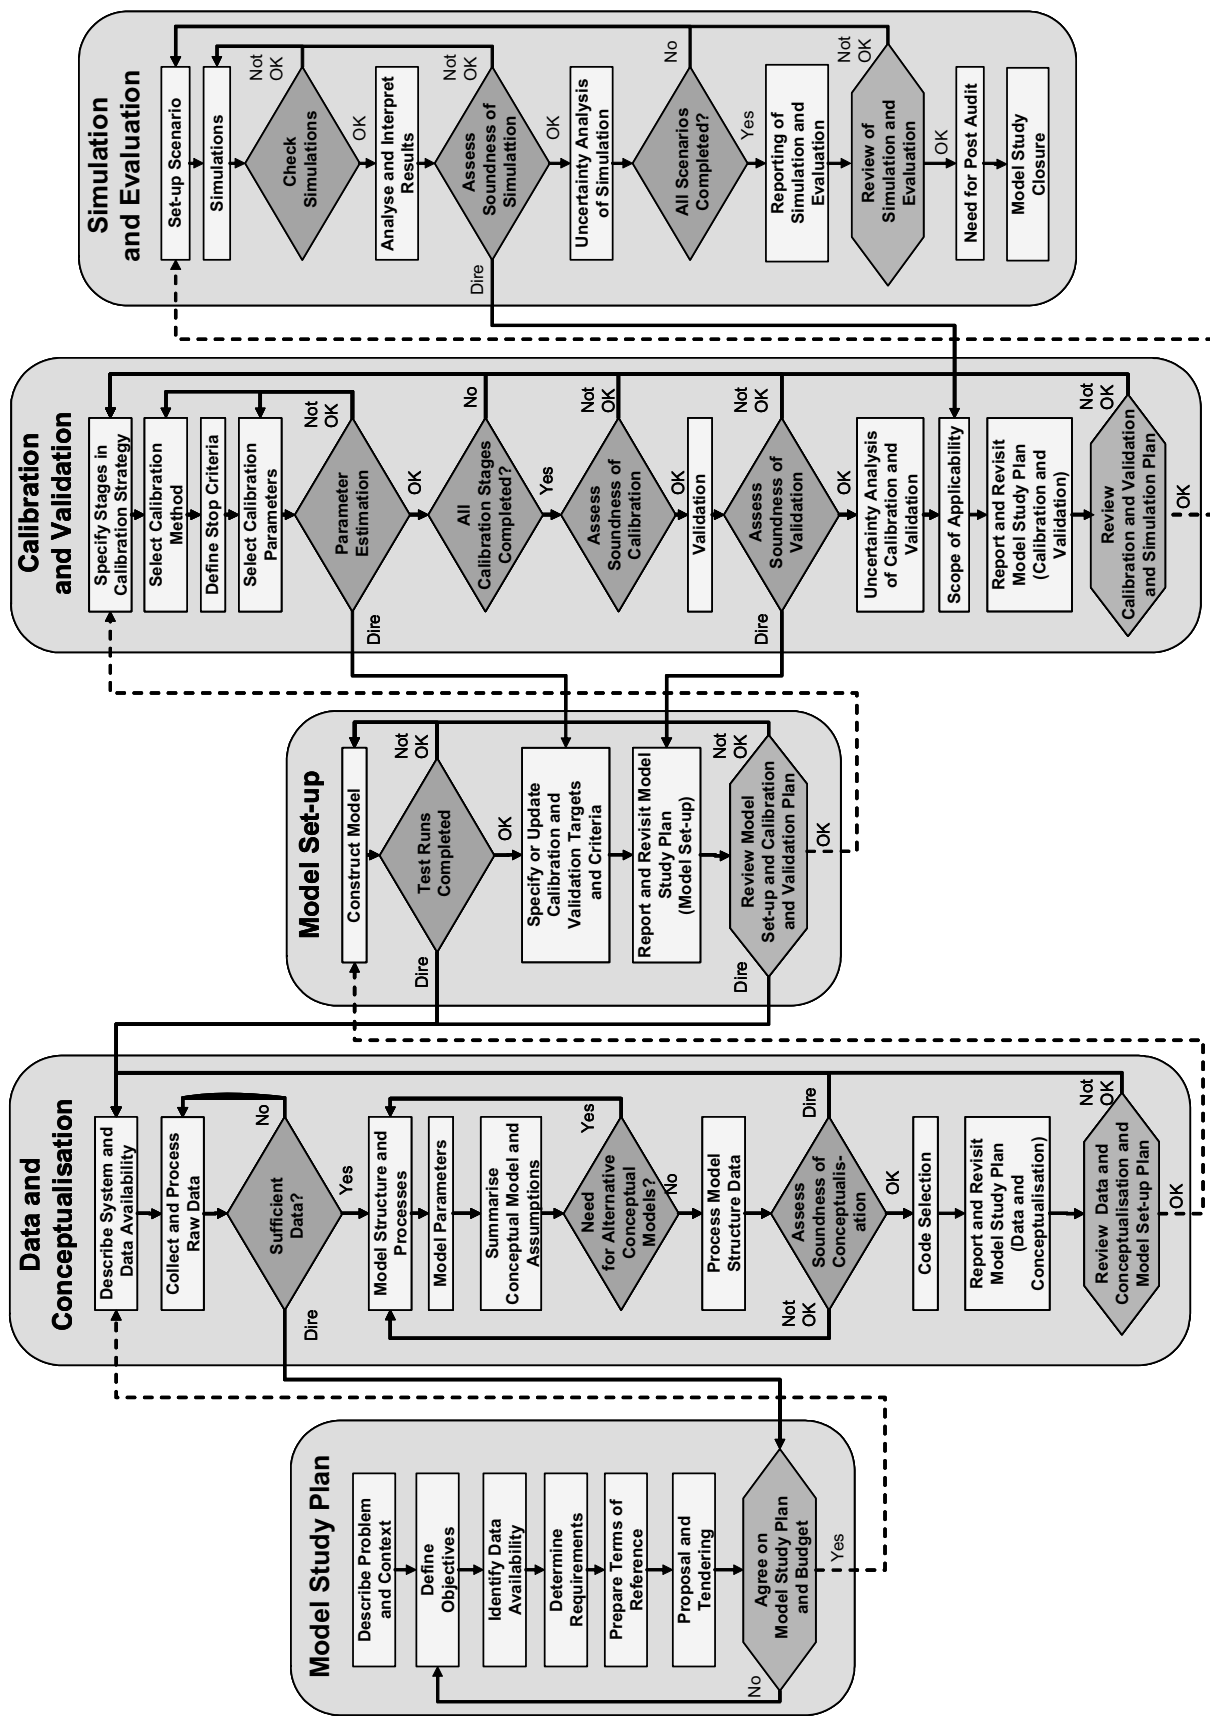 Model Study Plan
Describe Problem
and Context
Define
Objectives
Identify Data
Availability
Determine
Requirements
Prepare Terms of
Reference
Proposal and
Tendering
Agree on
Model Study Plan
and Budget
No
Yes
Data and
Conceptualisation
Describe System and
Data Availability
Collect and Process
Raw Data
Sufficient
Data?
No
Dire
Yes
Model Structure and
Processes
Model Parameters
Summarise
Conceptual Model and
Assumptions
Need
for Alternative
Conceptual
Models?
Yes
No
Process Model
Structure Data
Assess
Soundness of
Conceptualis-
ation
Not
OK
Dire
OK
Code Selection
Report and Revisit
Model Study Plan
(Data and
Conceptualisation)
Review Data and
Conceptualisation and
Model Set-up Plan
Not
OK
OK
Model Set-up
Construct Model
Test Runs
Completed
Not
OK
Dire
OK
Specify or Update
Calibration and
Validation Targets
and Criteria
Report and Revisit Model
Study Plan
(Model Set-up)
Review Model
Set-up and Calibration
and Validation Plan
Not
OK
Dire
OK
Calibration
and Validation
Specify Stages in
Calibration Strategy
Select Calibration
Method
Define Stop Criteria
Select Calibration
Parameters
Parameter
Estimation
Not
OK
Dire
OK
All
Calibration Stages
Completed?
No
Yes
Assess
Soundness of
Calibration
Not
OK
OK
Validation
Assess
Soundness of
Validation
Not
OK
Dire
OK
Uncertainty Analysis
of Calibration and
Validation
Scope of Applicability
Report and Revisit
Model Study Plan
(Calibration and
Validation)
Review
Calibration and Validation
and Simulation Plan
Not
OK
OK
Simulation
and Evaluation
Set-up Scenario
Simulations
Check
Simulations
Not
OK
OK
Analyse and Interpret
Results
Assess
Soundness of
Simulattion
Not
OK
Dire
OK
Uncertainty Analysis
of Simulation
All Scenarios
Completed?
No
Yes
Reporting of
Simulation and
Evaluation
Review of
Simulation and
Evaluation
Not
OK
OK
Need for Post Audit
Model Study
Closure